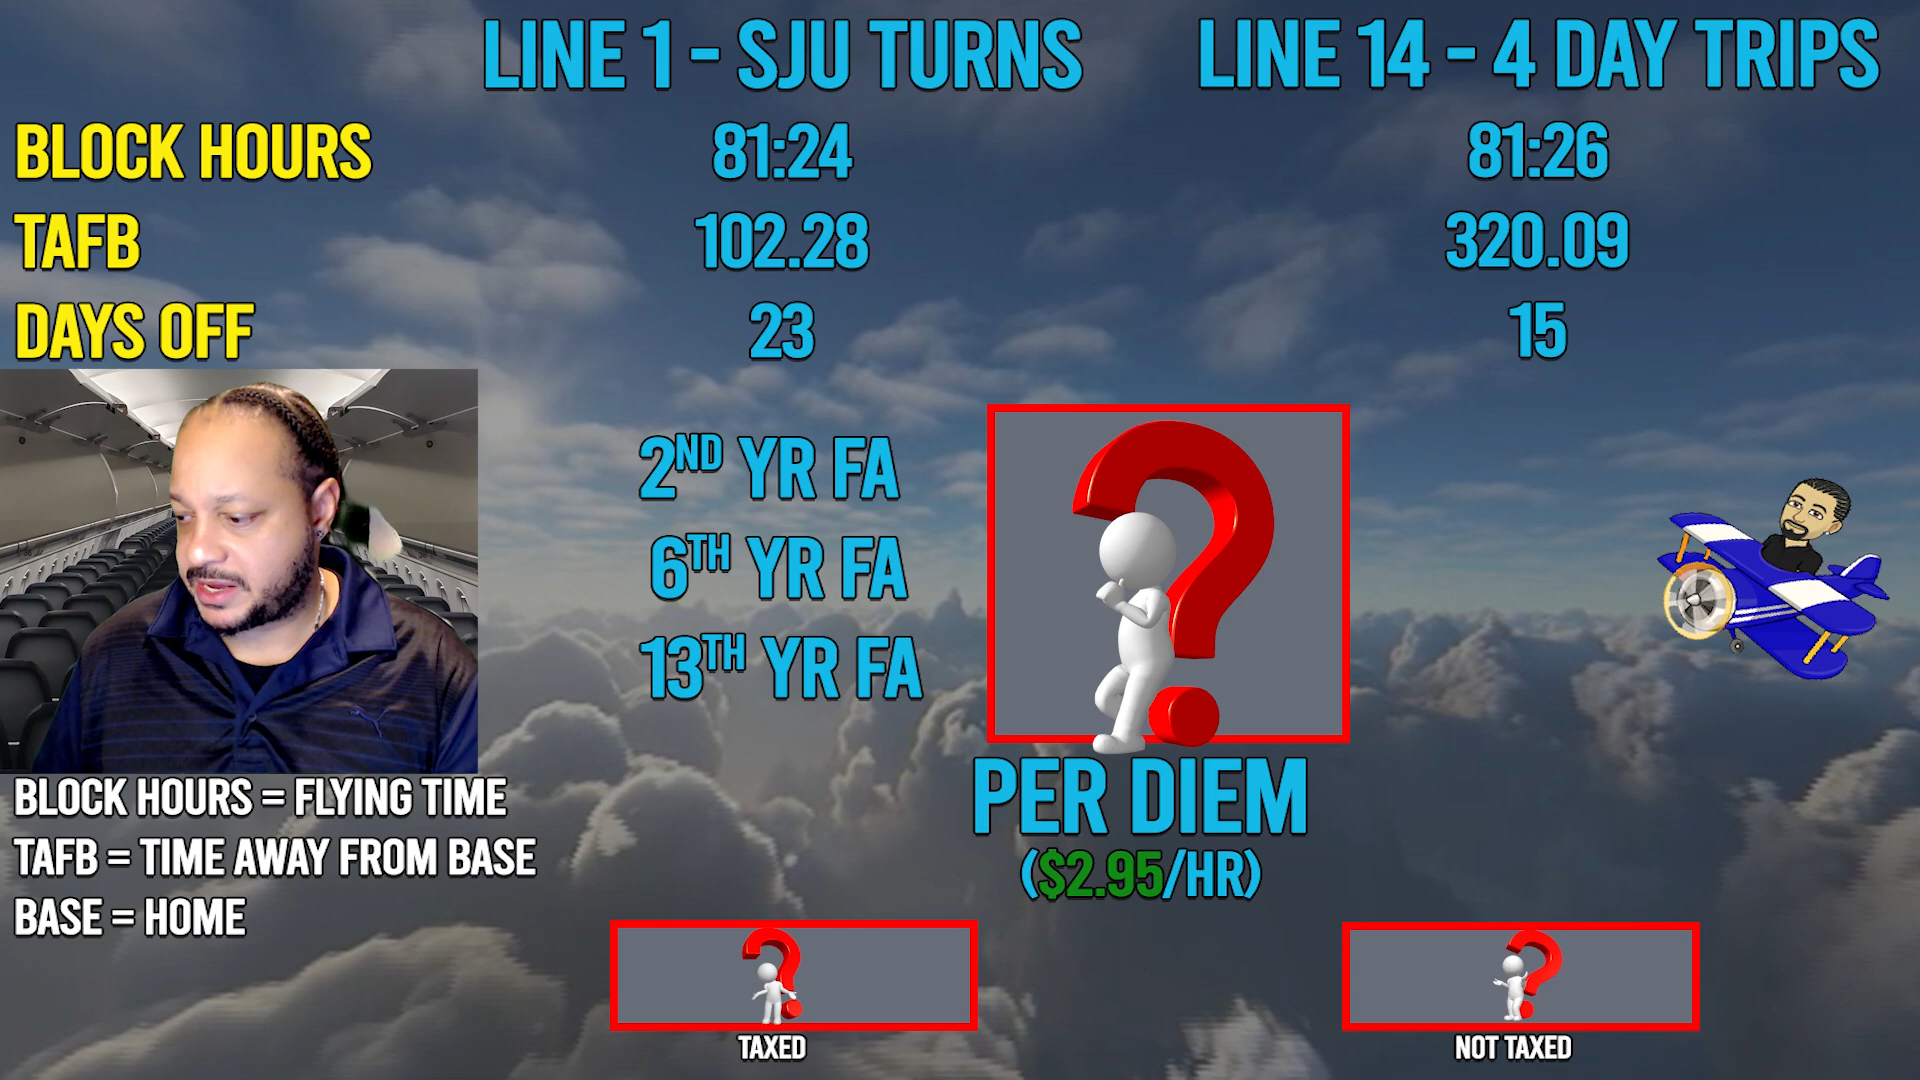 LINE 1 - SJU TURNS
LINE 14 - 4 DAY TRIPS
BLOCK HOURS
81:24
81:26
TAFB
102.28
320.09
DAYS OFF
23
15
2ND YR FA
6TH YR FA
13TH YR FA
PER DIEM
($2.95/HR)
BLOCK HOURS = FLYING TIME
TAFB = TIME AWAY FROM BASE
BASE = HOME
TAXED
NOT TAXED